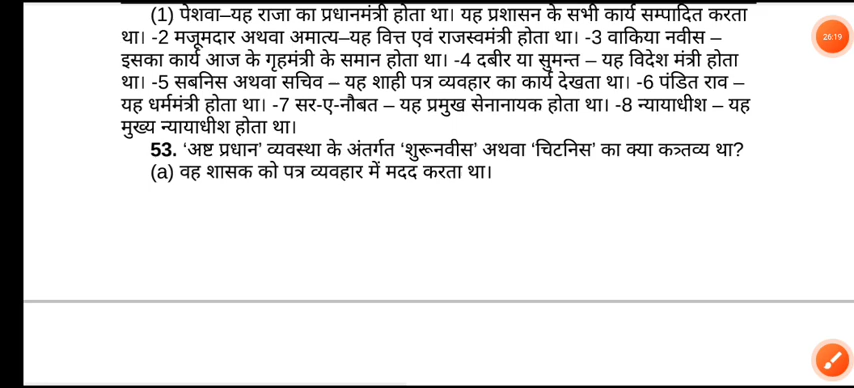 (1) पेशवा–यह राजा का प्रधानमंत्री होता था। यह प्रशासन के सभी कार्य सम्पादित करता
था। -2 मजूमदार अथवा अमात्य–यह वित्त एवं राजस्वमंत्री होता था। -3 वाकिया नवीस –
इसका कार्य आज के गृहमंत्री के समान होता था। -4 दबीर या सुमन्त – यह विदेश मंत्री होता
था। -5 सबनिस अथवा सचिव – यह शाही पत्र व्यवहार का कार्य देखता था। -6 पंडित राव –
यह धर्ममंत्री होता था। -7 सर-ए-नौबत – यह प्रमुख सेनानायक होता था। -8 न्यायाधीश – यह
मुख्य न्यायाधीश होता था।
53. ‘अष्ट प्रधान’ व्यवस्था के अंतर्गत ‘शुरूनवीस’ अथवा ‘चिटनिस’ का क्या कत्र्तव्य था?
(a) वह शासक को पत्र व्यवहार में मदद करता था।
26:19